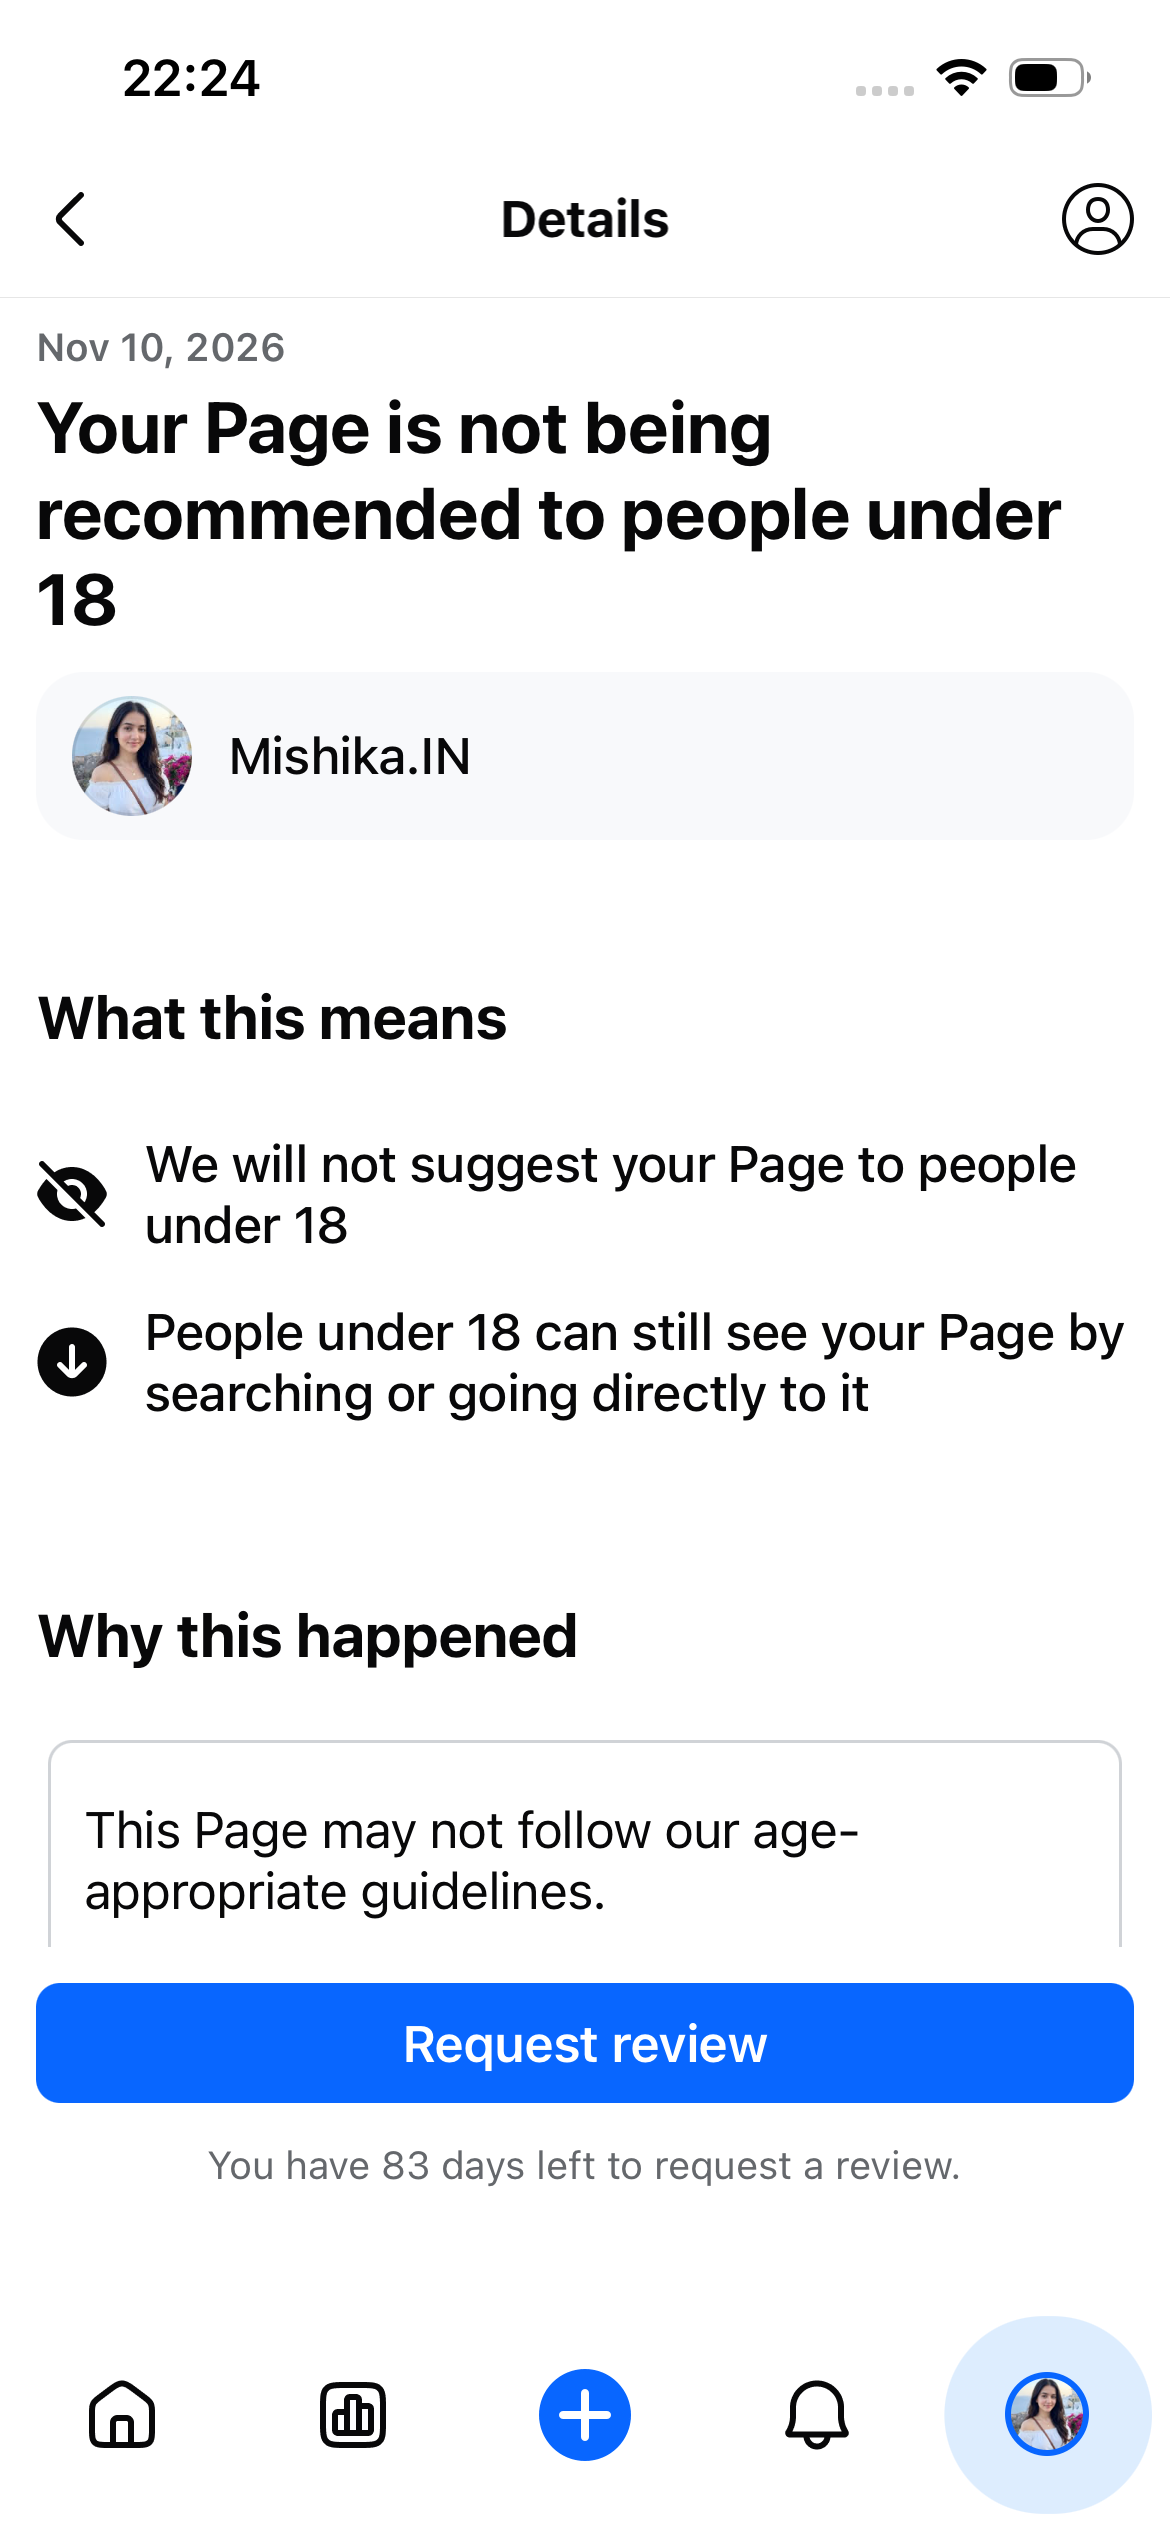 22:24
Details
Nov 10, 2026
Your Page is not being
recommended to people under
18
Mishika.IN
What this means
We will not suggest your Page to people
under 18
People under 18 can still see your Page by
searching or going directly to it
Why this happened
This Page may not follow our age-
appropriate guidelines.
Request review
You have 83 days left to request a review.